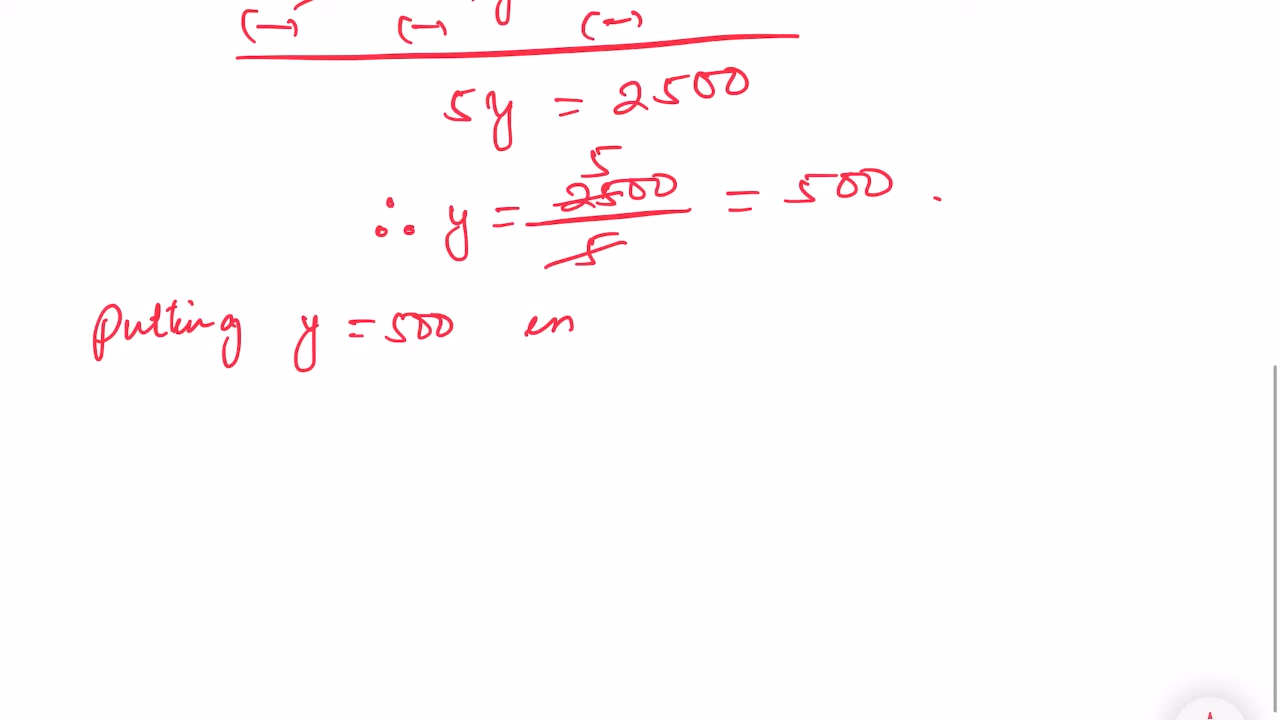 (−) (−) (−)
5y = 2500
5
∴ y = 2500/5 = 500.
Putting y = 500 in